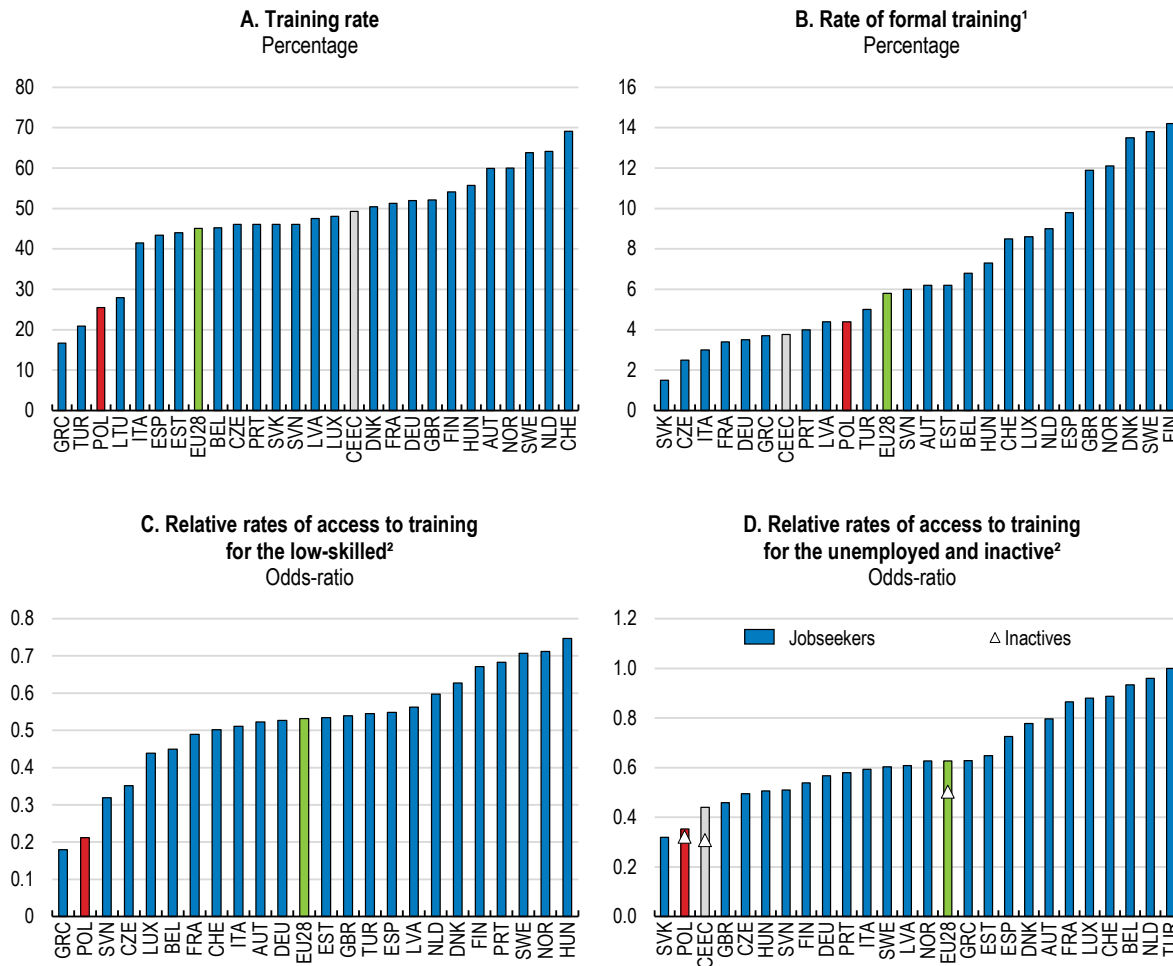 A. Training rate
Percentage
80
70
60
50
40
30
20
10
0
GRC
TUR
POL
LTU
ITA
ESP
EST
EU28
BEL
CZE
PRT
SVK
SVN
LVA
LUX
CEEC
DNK
FRA
DEU
GBR
FIN
HUN
AUT
NOR
SWE
NLD
CHE
B. Rate of formal training¹
Percentage
16
14
12
10
8
6
4
2
0
SVK
CZE
ITA
FRA
DEU
GRC
CEEC
PRT
LVA
POL
TUR
EU28
SVN
AUT
EST
BEL
HUN
CHE
LUX
NLD
ESP
GBR
NOR
DNK
SWE
FIN
C. Relative rates of access to training
for the low-skilled²
Odds-ratio
0.8
0.7
0.6
0.5
0.4
0.3
0.2
0.1
0
GRC
POL
SVN
CZE
LUX
BEL
FRA
CHE
ITA
AUT
DEU
EU28
EST
GBR
TUR
ESP
LVA
NLD
DNK
FIN
PRT
SWE
NOR
HUN
D. Relative rates of access to training
for the unemployed and inactive²
Odds-ratio
1.2
1.0
0.8
0.6
0.4
0.2
0.0
Jobseekers
Inactives
SVK
POL
CEEC
GBR
CZE
HUN
SVN
FIN
DEU
PRT
ITA
SWE
LVA
NOR
EU28
GRC
EST
ESP
DNK
AUT
FRA
LUX
CHE
BEL
NLD
TUR